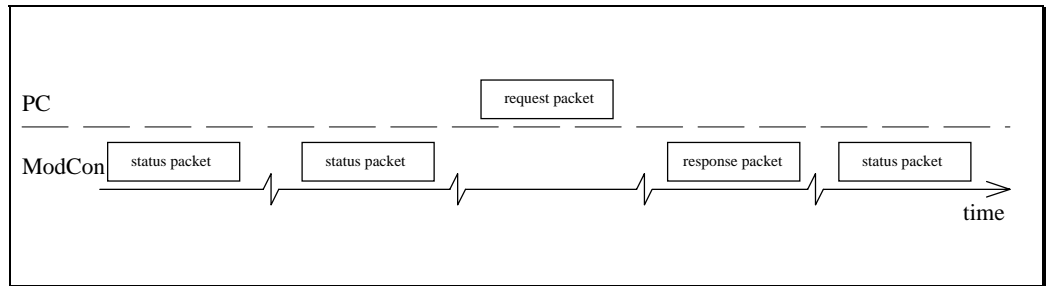 PC
request packet
ModCon
status packet
status packet
response packet
status packet
time